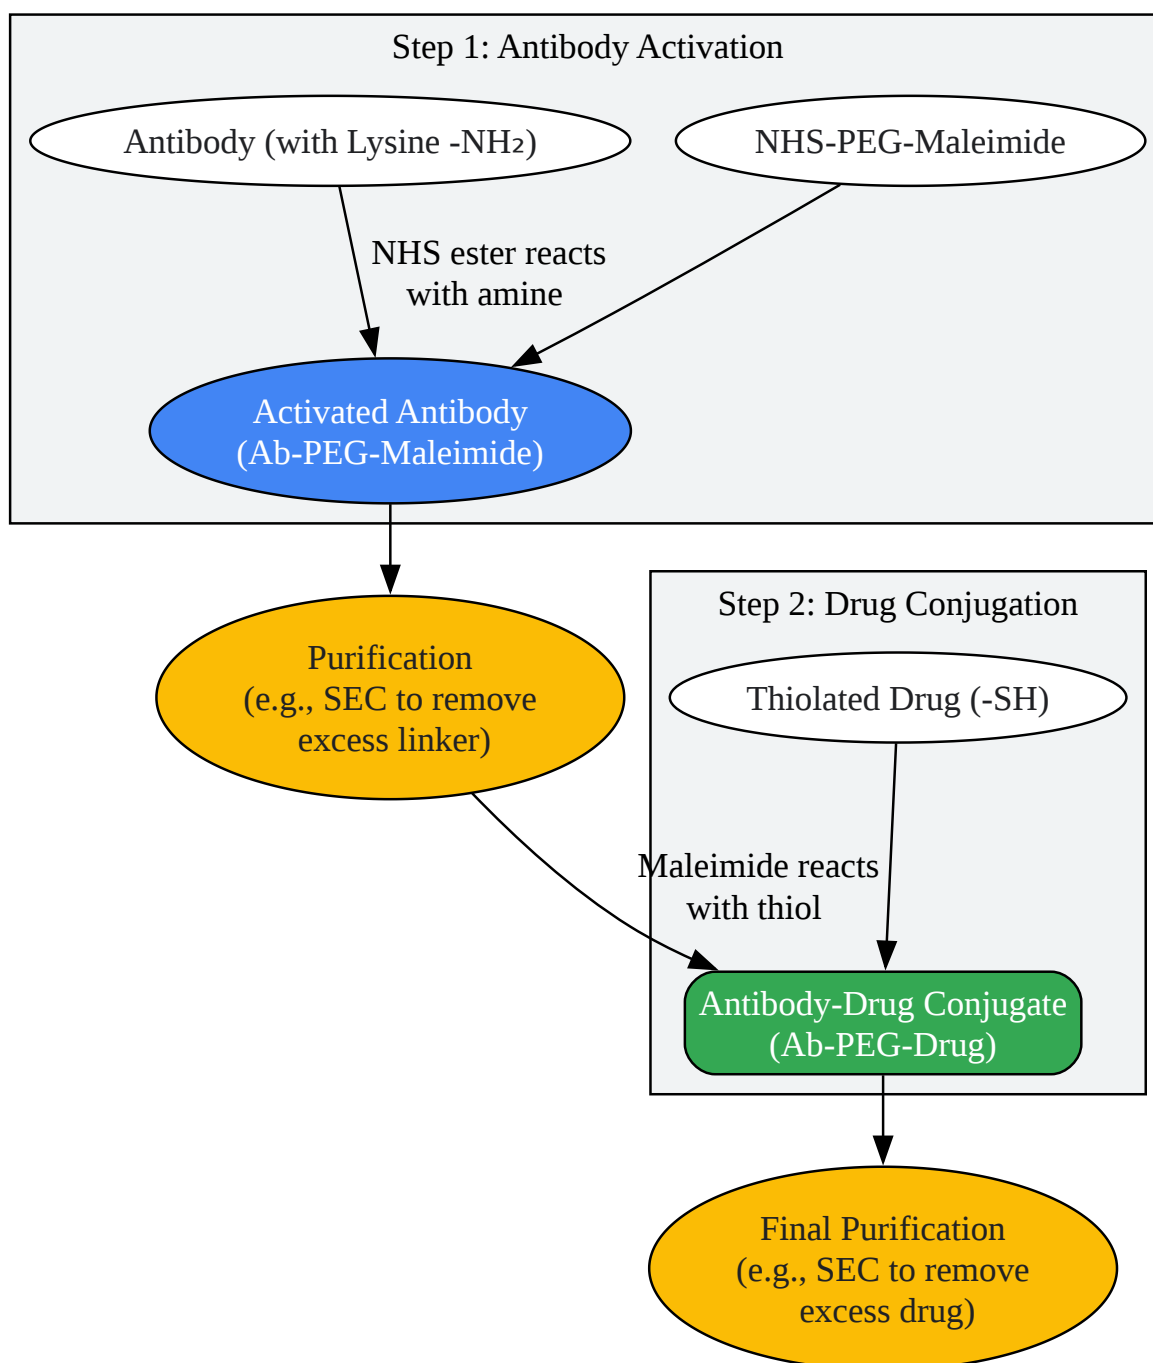 Step 1: Antibody Activation
Antibody (with Lysine -NH₂)
NHS-PEG-Maleimide
NHS ester reacts
with amine
Activated Antibody
(Ab-PEG-Maleimide)
Step 2: Drug Conjugation
Purification
(e.g., SEC to remove
excess linker)
Thiolated Drug (-SH)
Maleimide reacts
with thiol
Antibody-Drug Conjugate
(Ab-PEG-Drug)
Final Purification
(e.g., SEC to remove
excess drug)